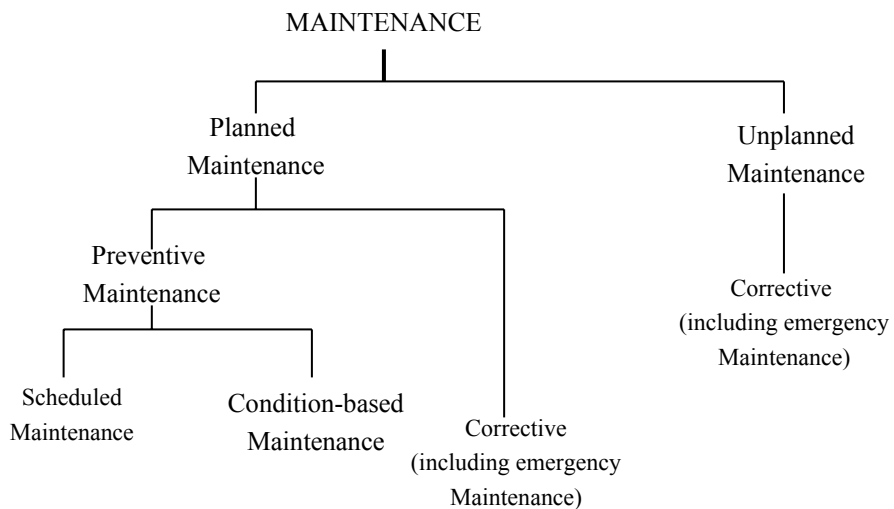 MAINTENANCE
Planned
Maintenance
Unplanned
Maintenance
Preventive
Maintenance
Corrective
(including emergency
Maintenance)
Scheduled
Maintenance
Condition-based
Maintenance
Corrective
(including emergency
Maintenance)